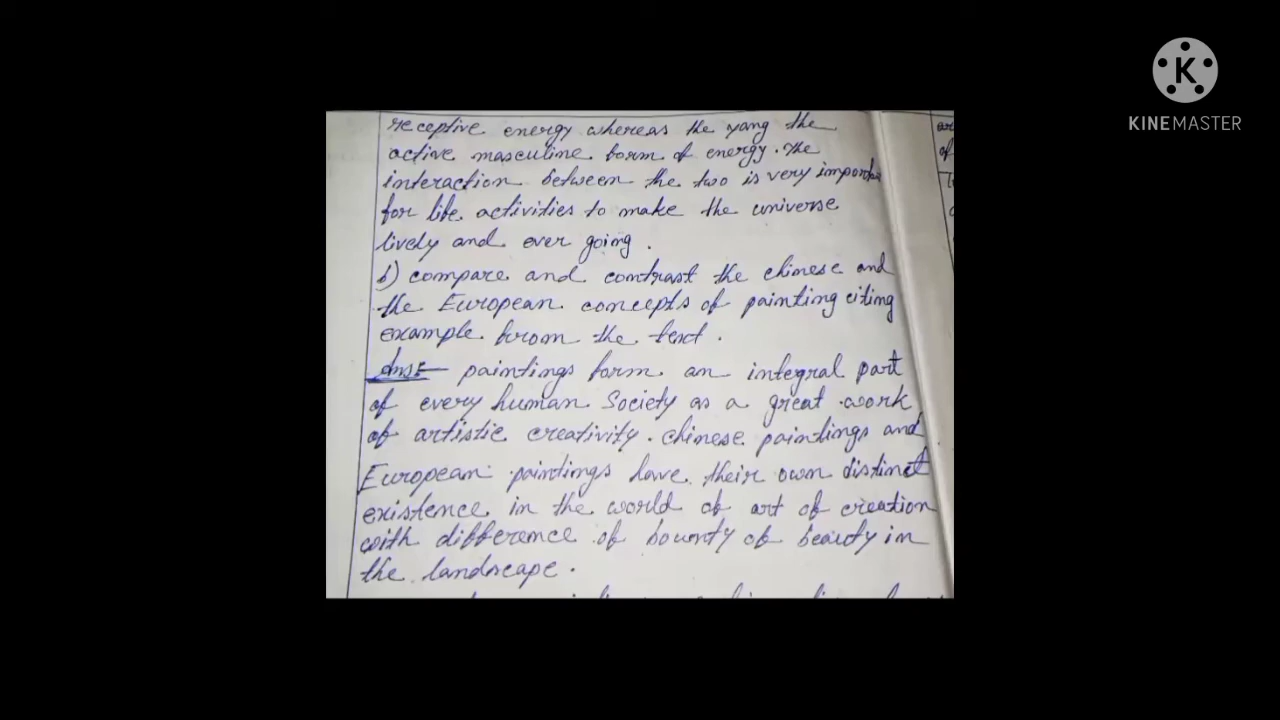 K
KINEMASTER
receptive energy whereas the yang the
active masculine form of energy. The
interaction between the two is very important
for life activities to make the universe
lively and ever going.
b) compare and contrast the chinese and
the European concepts of painting citing
example from the text.
Ans:- paintings form an integral part
of every human Society as a great work
of artistic creativity. chinese paintings and
European paintings have their own distinct
existence in the world of art of creation
with difference of bounty of beauty in
the landscape.